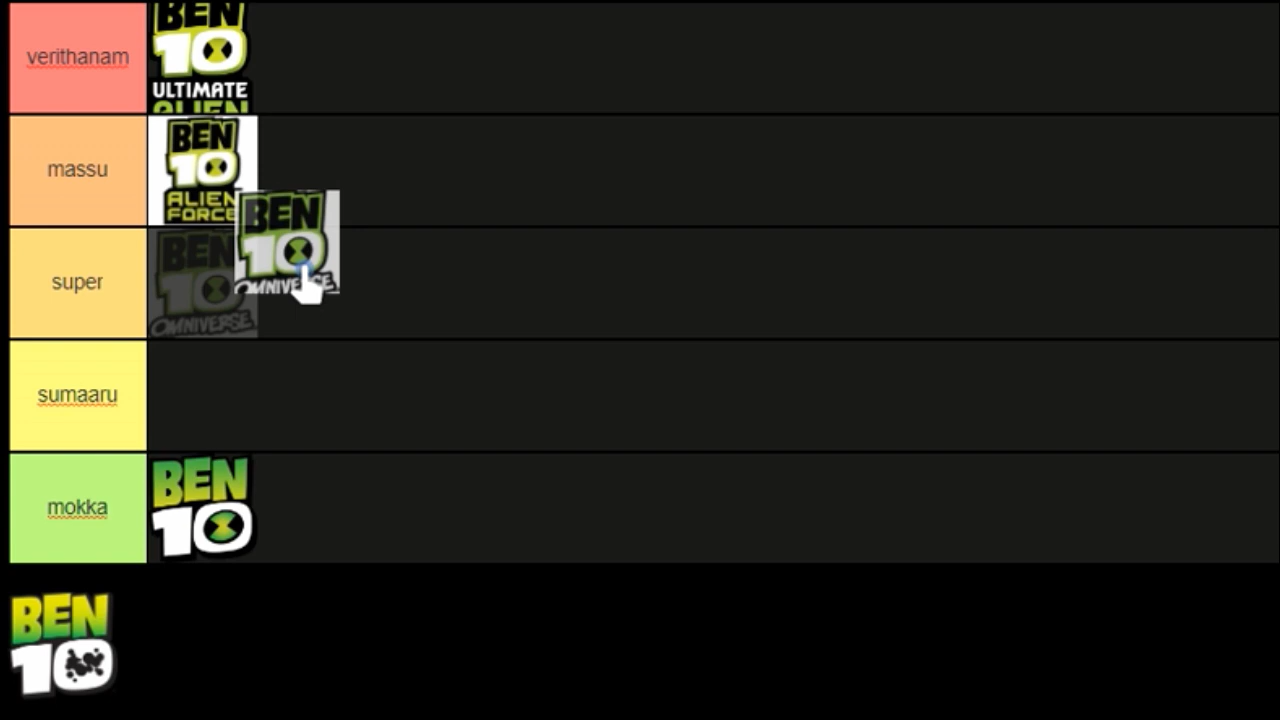 verithanam
BEN
10
ULTIMATE
ALIEN
massu
BEN
10
ALIEN
FORCE
BEN
10
OMNIVERSE
super
BEN
10
OMNIVERSE
sumaaru
mokka
BEN
10
BEN
10